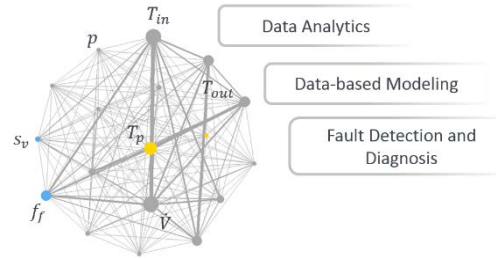 T_in
p
T_out
T_p
s_v
f_f
V̇
Data Analytics
Data-based Modeling
Fault Detection and
Diagnosis